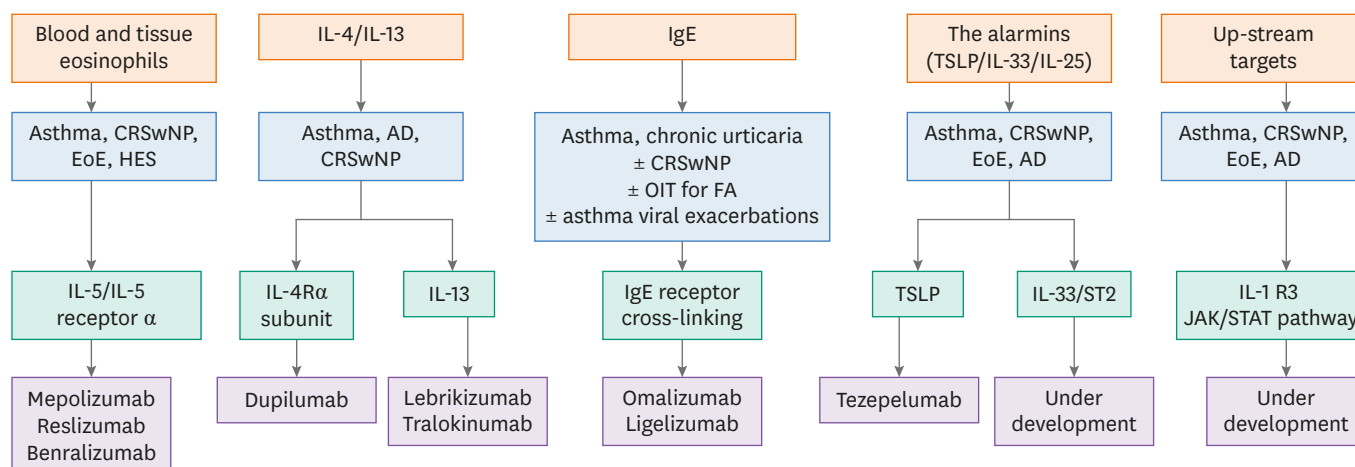 Blood and tissue
eosinophils
IL-4/IL-13
IgE
The alarmins
(TSLP/IL-33/IL-25)
Up-stream
targets
Asthma, CRSwNP,
EoE, HES
Asthma, AD,
CRSwNP
Asthma, chronic urticaria
± CRSwNP
± OIT for FA
± asthma viral exacerbations
Asthma, CRSwNP,
EoE, AD
Asthma, CRSwNP,
EoE, AD
IL-5/IL-5
receptor α
IL-4Rα
subunit
IL-13
IgE receptor
cross-linking
TSLP
IL-33/ST2
IL-1 R3
JAK/STAT pathway
Mepolizumab
Reslizumab
Benralizumab
Dupilumab
Lebrikizumab
Tralokinumab
Omalizumab
Ligelizumab
Tezepelumab
Under
development
Under
development